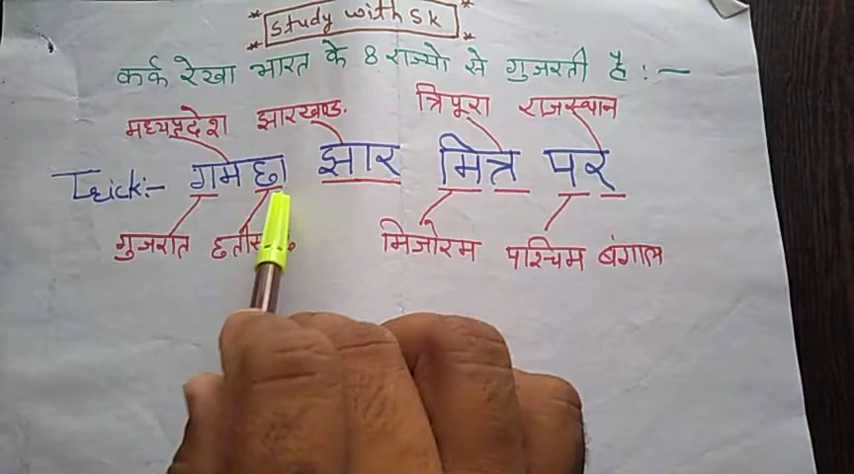 Study with SK
कर्क रेखा भारत के 8 राज्यो से गुजरती है :-
मध्यप्रदेश झारखण्ड. त्रिपुरा राजस्थान
Trick:- गमछा झार मित्र पर
गुजरात मिजोरम पश्चिम बंगाल